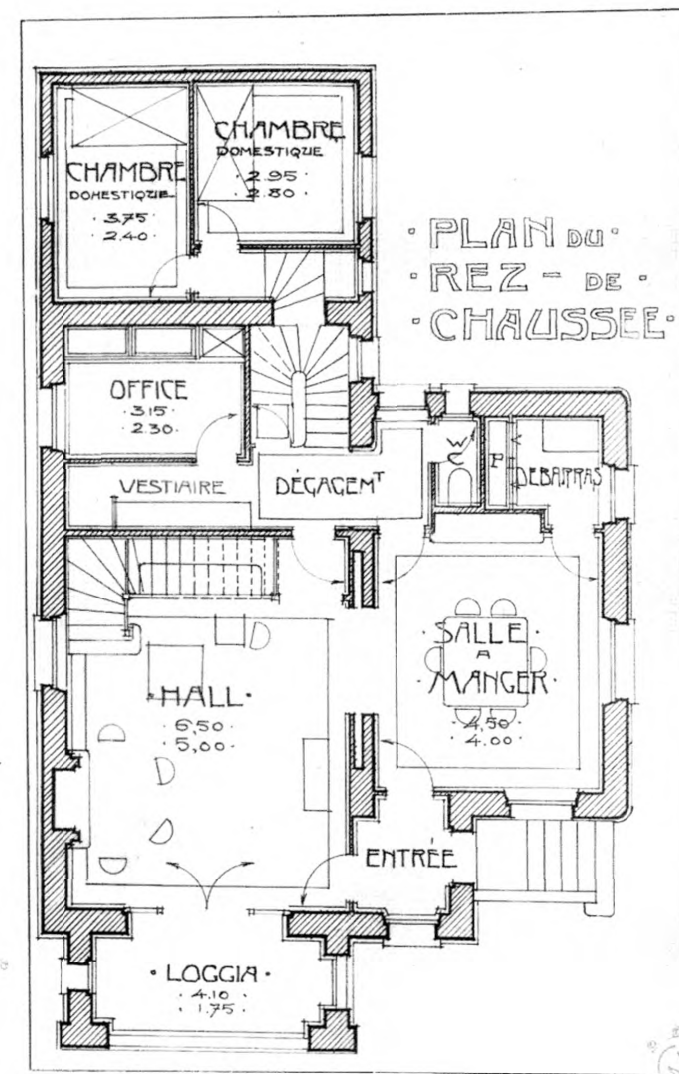 PLAN DU
REZ - DE
CHAUSSEE
CHAMBRE
DOMESTIQUE
3.75
2.40
CHAMBRE
DOMESTIQUE
2.95
2.80
OFFICE
3.15
2.30
VESTIAIRE
DÉGAGEMT
WC
P
DEBARRAS
HALL
6,50
5,00
SALLE
A
MANGER
4,50
4.00
ENTRÉE
LOGGIA
4.10
1.75